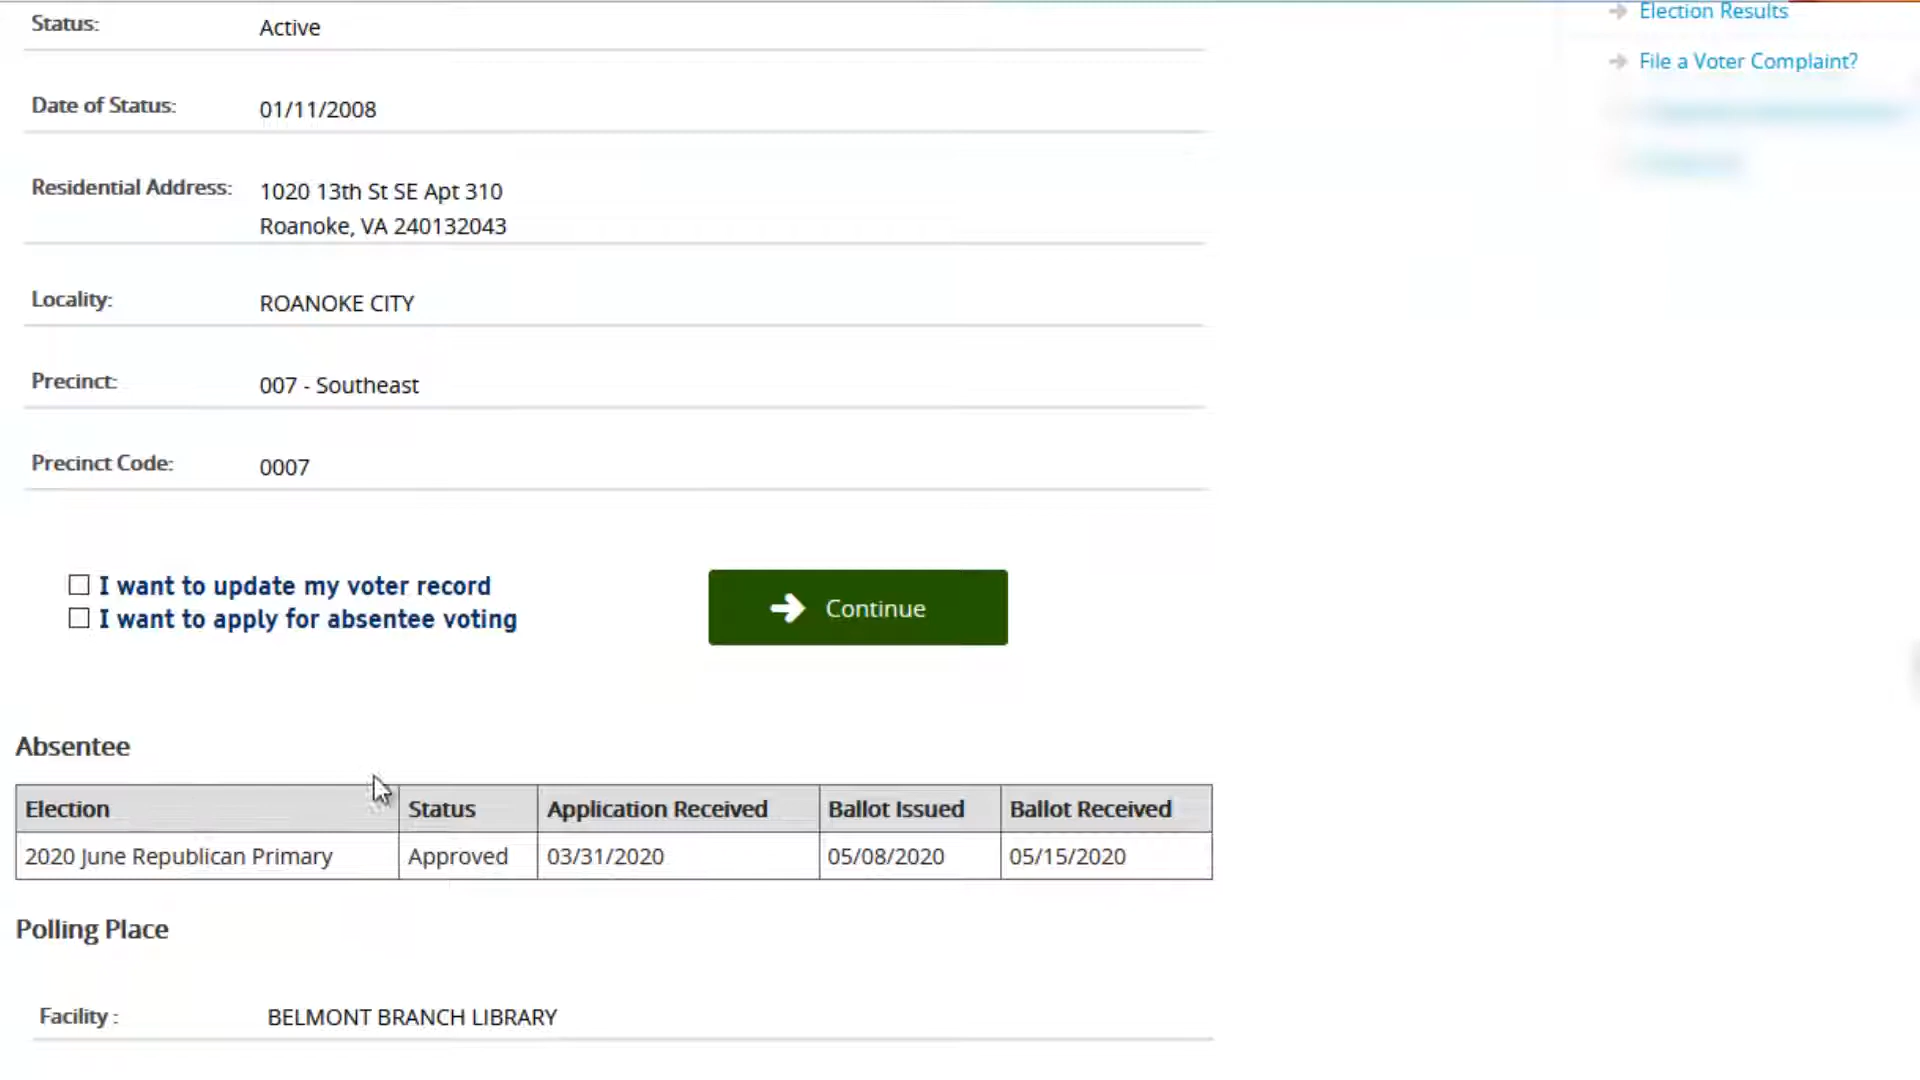 Status: Active
Date of Status: 01/11/2008
Residential Address: 1020 13th St SE Apt 310
Roanoke, VA 240132043
Locality: ROANOKE CITY
Precinct: 007 - Southeast
Precinct Code: 0007
I want to update my voter record
I want to apply for absentee voting
Continue
Absentee
Election Status Application Received Ballot Issued Ballot Received
2020 June Republican Primary Approved 03/31/2020 05/08/2020 05/15/2020
Polling Place
Facility : BELMONT BRANCH LIBRARY
Election Results
File a Voter Complaint?